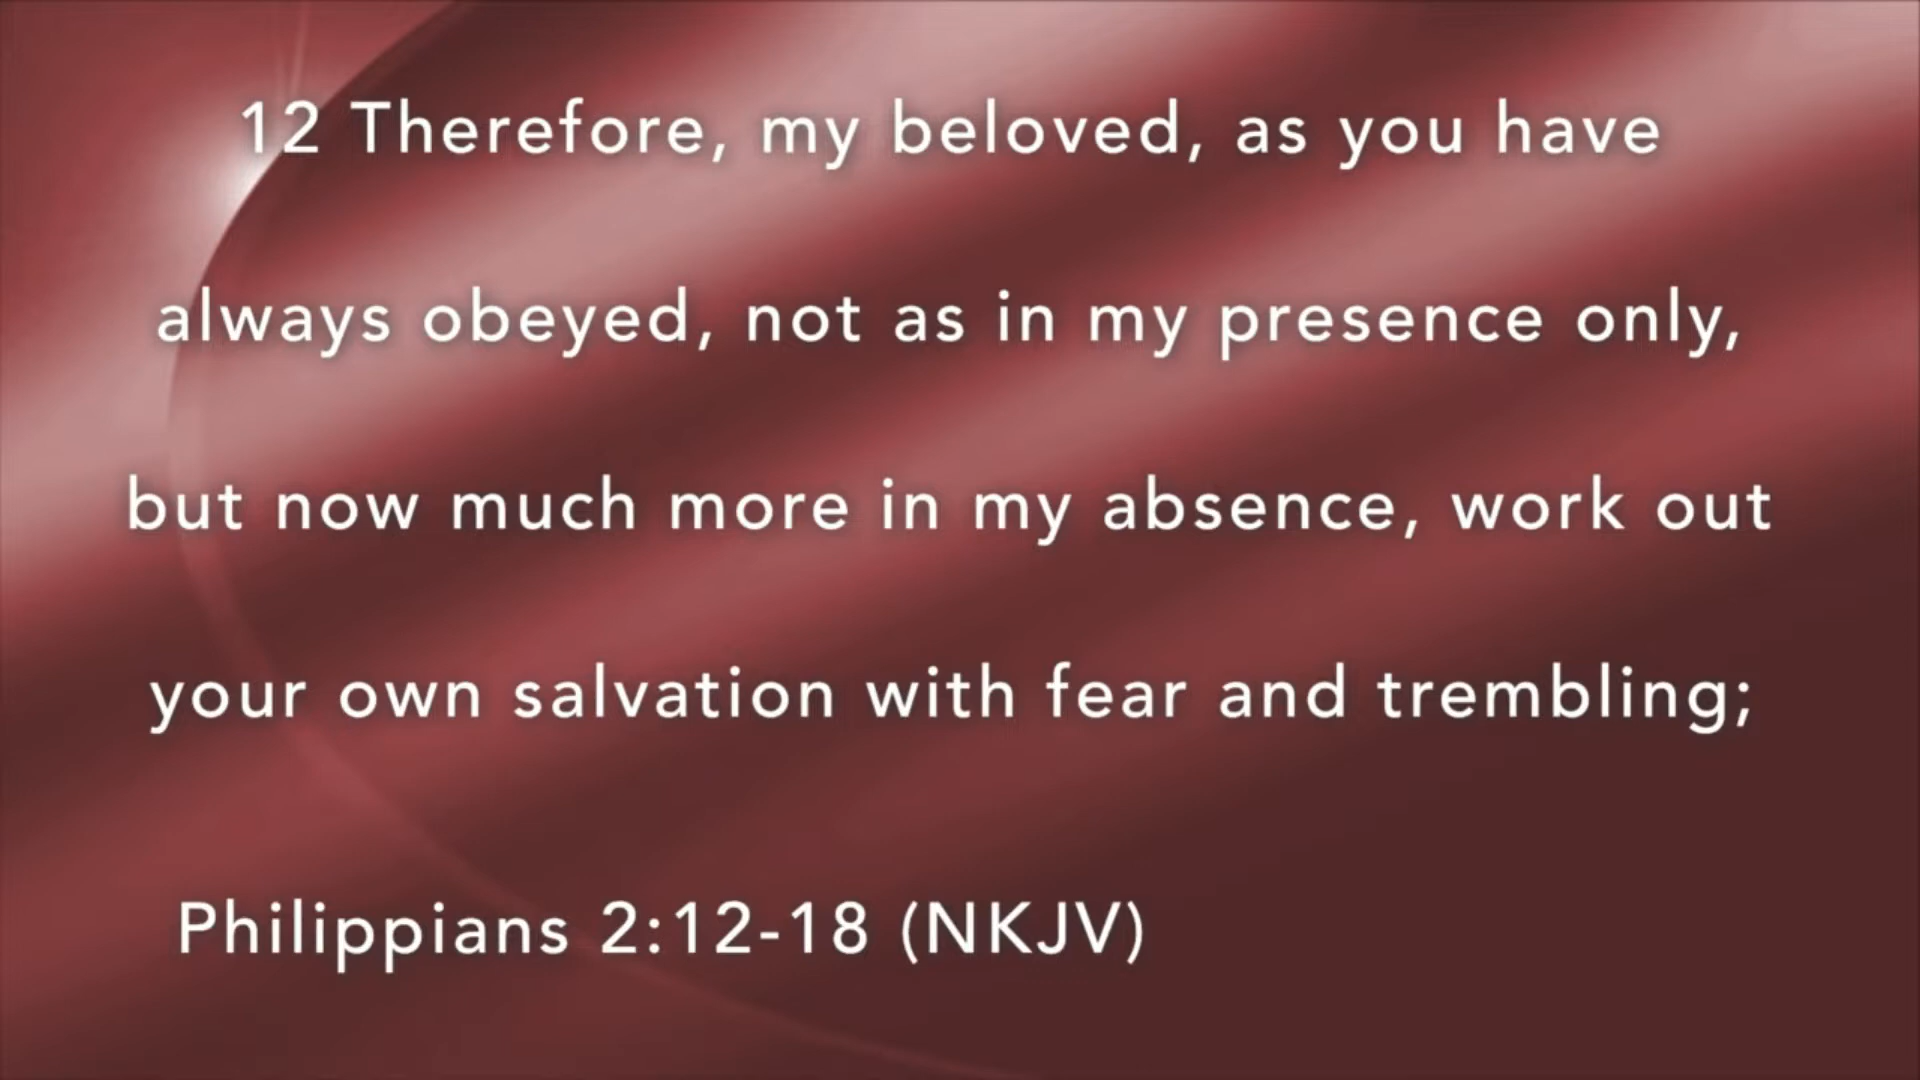 12 Therefore, my beloved, as you have
always obeyed, not as in my presence only,
but now much more in my absence, work out
your own salvation with fear and trembling;
Philippians 2:12-18 (NKJV)